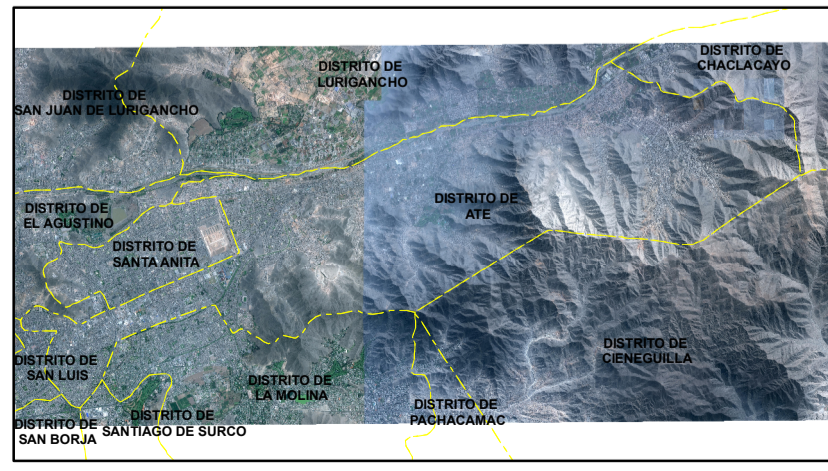 DISTRITO DE
CHACLACAYO
DISTRITO DE
LURIGANCHO
DISTRITO DE
SAN JUAN DE LURIGANCHO
DISTRITO DE
ATE
DISTRITO DE
EL AGUSTINO
DISTRITO DE
SANTA ANITA
DISTRITO DE
CIENEGUILLA
DISTRITO DE
SAN LUIS
DISTRITO DE
LA MOLINA
DISTRITO DE
PACHACAMAC
DISTRITO DE
SANTIAGO DE SURCO
DISTRITO DE
SAN BORJA